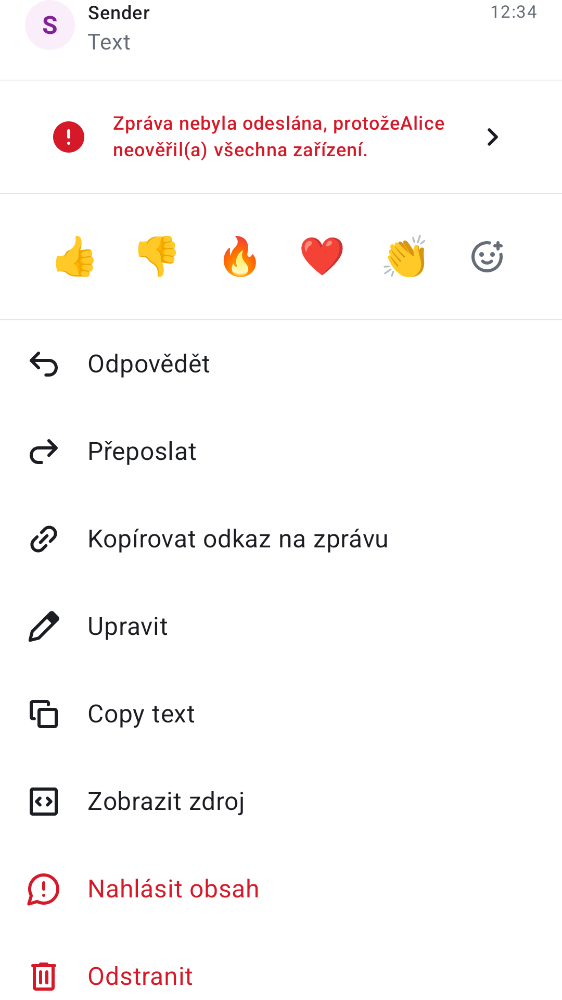 S
Sender
12:34
Text
Zpráva nebyla odeslána, protožeAlice
neověřil(a) všechna zařízení.
Odpovědět
Přeposlat
Kopírovat odkaz na zprávu
Upravit
Copy text
Zobrazit zdroj
Nahlásit obsah
Odstranit